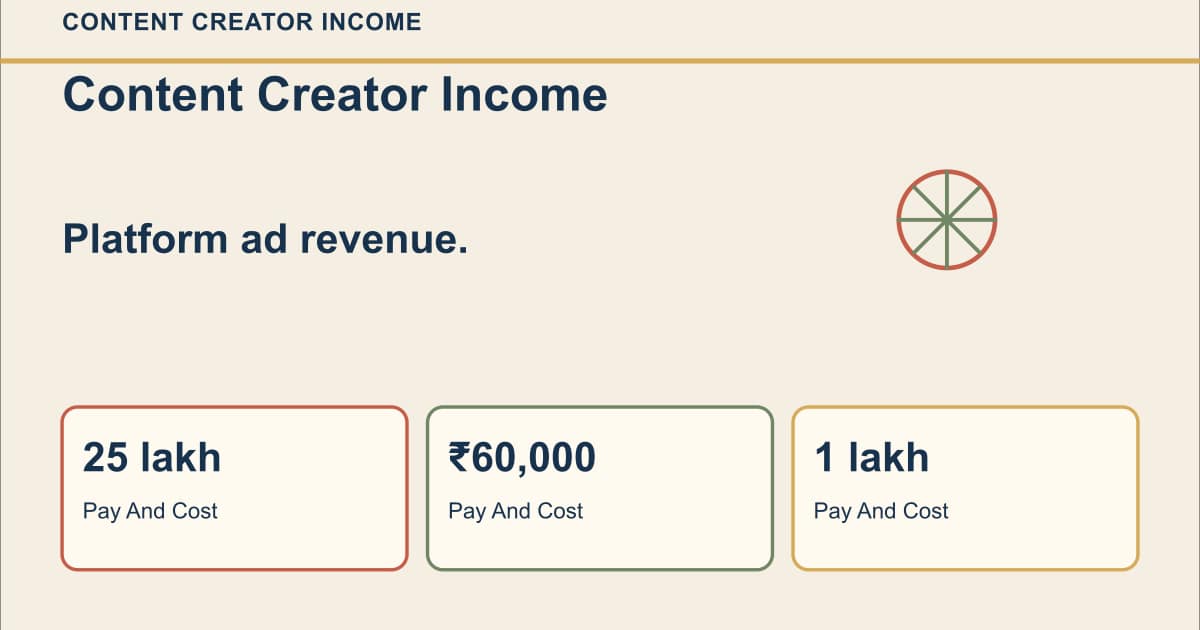 CONTENT CREATOR INCOME
Content Creator Income
Platform ad revenue.
25 lakh
Pay And Cost
₹60,000
Pay And Cost
1 lakh
Pay And Cost